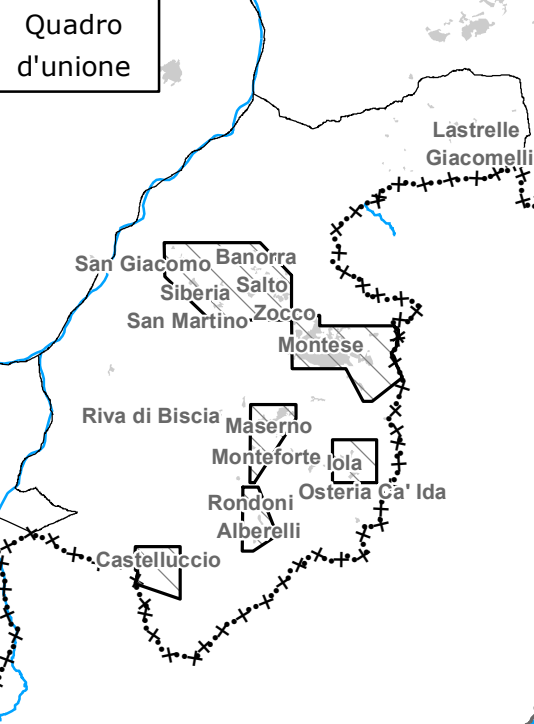 Quadro
d'unione
Lastrelle
Giacomelli
Banorra
San Giacomo
Salto
Siberia
Zocco
San Martino
Montese
Riva di Biscia
Maserno
Monteforte
Iola
Osteria Ca' Ida
Rondoni
Alberelli
Castelluccio